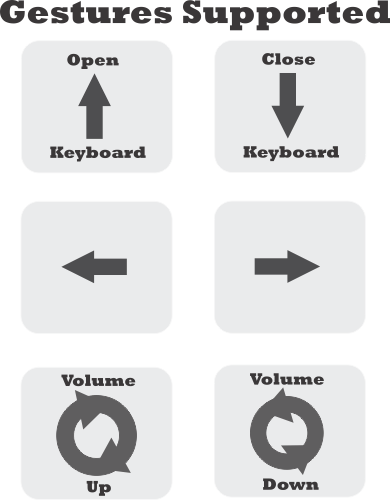 Gestures Supported
Open
Keyboard
Close
Keyboard
Volume
Up
Volume
Down